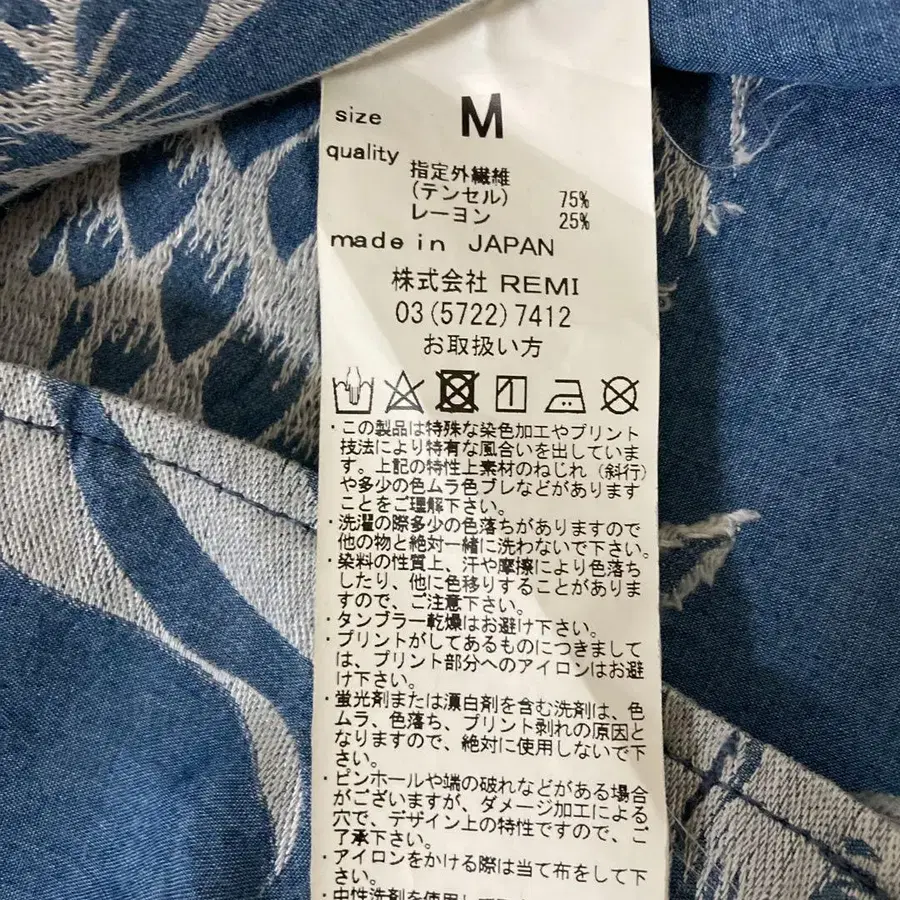 size M
quality
指定外繊維
(テンセル) 75%
レーヨン 25%
made in JAPAN
株式会社 REMI
03(5722)7412
お取扱い方
・この製品は特殊な染色加工やプリント
技法により特有な風合いを出していま
す。上記の特性上素材のねじれ(斜行)
や多少の色ムラ色ブレなどがあります
ことをご理解下さい。
・洗濯の際多少の色落ちがありますので
他の物と絶対一緒に洗わないで下さい。
・染料の性質上、汗や摩擦により色落ち
したり、他に色移りすることがありま
すので、ご注意下さい。
・タンブラー乾燥はお避け下さい。
・プリントがしてあるものにつきまして
は、プリント部分へのアイロンはお避
け下さい。
・蛍光剤または漂白剤を含む洗剤は、色
ムラ、色落ち、プリント剥れの原因と
なりますので、絶対に使用しないで下
さい。
・ピンホールや端の破れなどがある場合
がございますが、ダメージ加工による
穴で、デザイン上の特性ですので、ご
了承下さい。
・アイロンをかける際は当て布をして下
さい。
・中性洗剤を使用し